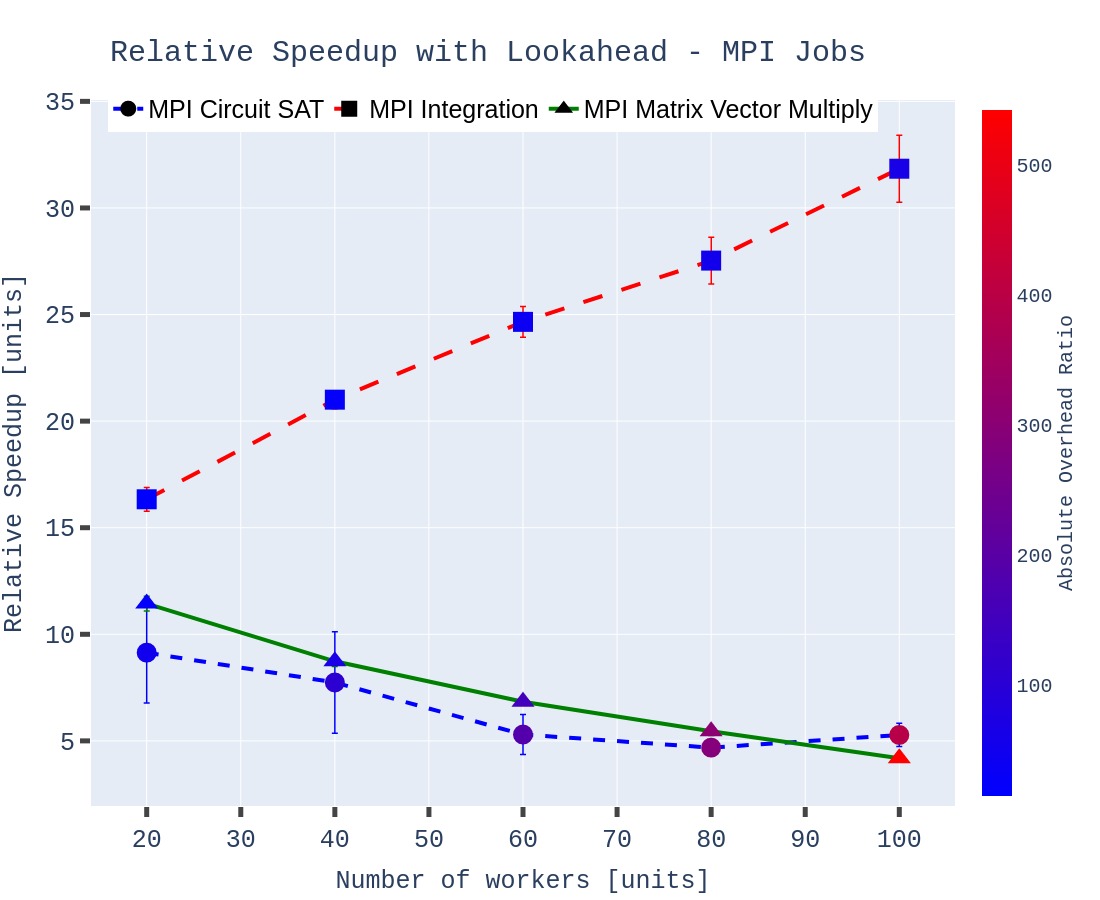 Relative Speedup with Lookahead - MPI Jobs
MPI Circuit SAT MPI Integration MPI Matrix Vector Multiply
Relative Speedup [units]
35
30
25
20
15
10
5
20 30 40 50 60 70 80 90 100
Number of workers [units]
500
400
300
200
100
Absolute Overhead Ratio